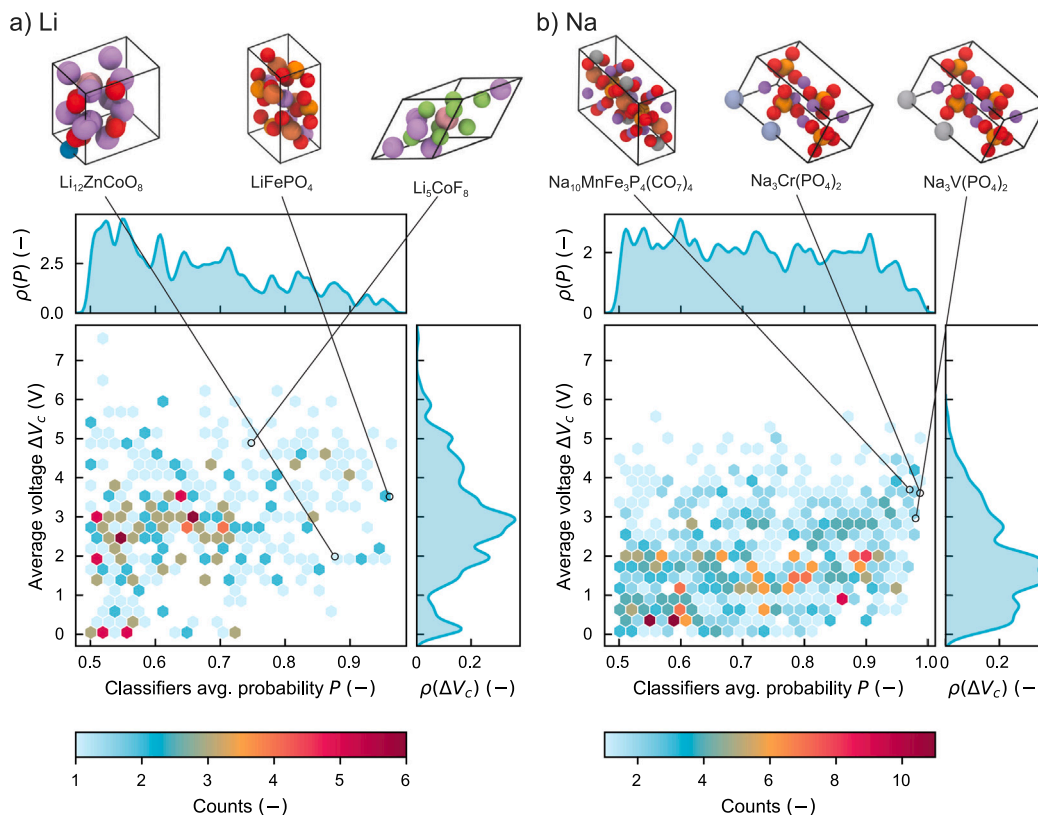 a) Li
b) Na
Li₁₂ZnCoO₈
LiFePO₄
Li₅CoF₈
Na₁₀MnFe₃P₄(CO₇)₄
Na₃Cr(PO₄)₂
Na₃V(PO₄)₂
ρ(P) (−)
2.5
0.0
ρ(P) (−)
2
0
Average voltage ΔV_c (V)
7
6
5
4
3
2
1
0
0.5 0.6 0.7 0.8 0.9
Classifiers avg. probability P (−)
0 0.2
ρ(ΔV_c) (−)
Average voltage ΔV_c (V)
7
6
5
4
3
2
1
0
0.5 0.6 0.7 0.8 0.9 1.0
Classifiers avg. probability P (−)
0 0.2
ρ(ΔV_c) (−)
1 2 3 4 5 6
Counts (−)
2 4 6 8 10
Counts (−)